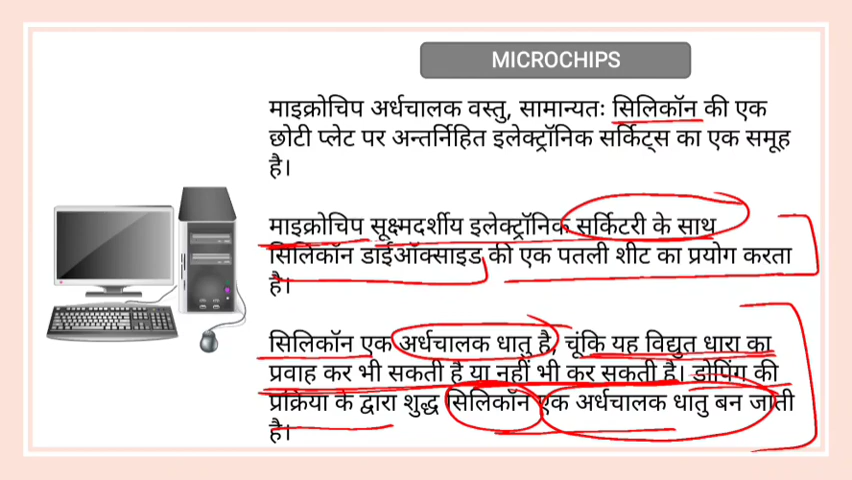 MICROCHIPS
माइक्रोचिप अर्धचालक वस्तु, सामान्यतः सिलिकॉन की एक
छोटी प्लेट पर अन्तर्निहित इलेक्ट्रॉनिक सर्किट्स का एक समूह
है।
माइक्रोचिप सूक्ष्मदर्शीय इलेक्ट्रॉनिक सर्किटरी के साथ
सिलिकॉन डाईऑक्साइड की एक पतली शीट का प्रयोग करता
है।
सिलिकॉन एक अर्धचालक धातु है, चूंकि यह विद्युत धारा का
प्रवाह कर भी सकती है या नहीं भी कर सकती है। डोपिंग की
प्रक्रिया के द्वारा शुद्ध सिलिकॉन एक अर्धचालक धातु बन जाती
है।